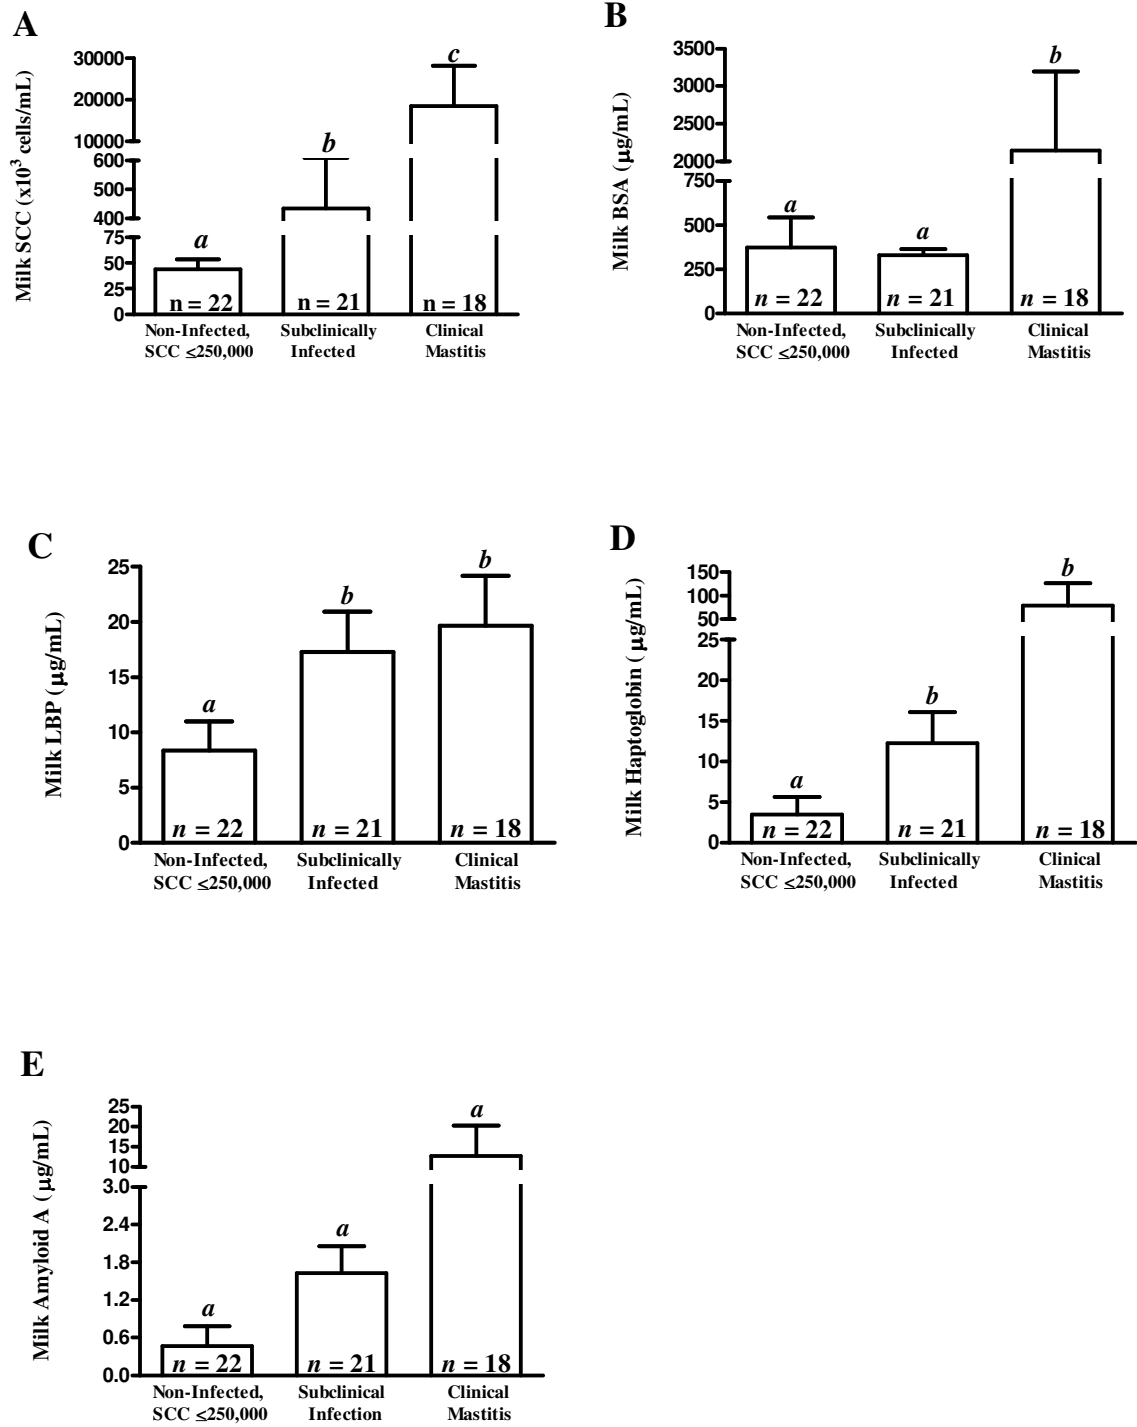 A
Milk SCC (x10³ cells/mL)
30000
20000
10000
600
500
400
75
50
25
0
a
b
c
n = 22
n = 21
n = 18
Non-Infected,
SCC ≤250,000
Subclinically
Infected
Clinical
Mastitis
B
Milk BSA (µg/mL)
3500
3000
2500
2000
750
500
250
0
a
a
b
n = 22
n = 21
n = 18
Non-Infected,
SCC ≤250,000
Subclinically
Infected
Clinical
Mastitis
C
Milk LBP (µg/mL)
25
20
15
10
5
0
a
b
b
n = 22
n = 21
n = 18
Non-Infected,
SCC ≤250,000
Subclinically
Infected
Clinical
Mastitis
D
Milk Haptoglobin ( µg/mL)
150
100
50
25
20
15
10
5
0
a
b
b
n = 22
n = 21
n = 18
Non-Infected,
SCC ≤250,000
Subclinically
Infected
Clinical
Mastitis
E
Milk Amyloid A ( µg/mL)
25
20
15
10
3.0
2.4
1.8
1.2
0.6
0.0
a
a
a
n = 22
n = 21
n = 18
Non-Infected,
SCC ≤250,000
Subclinical
Infection
Clinical
Mastitis